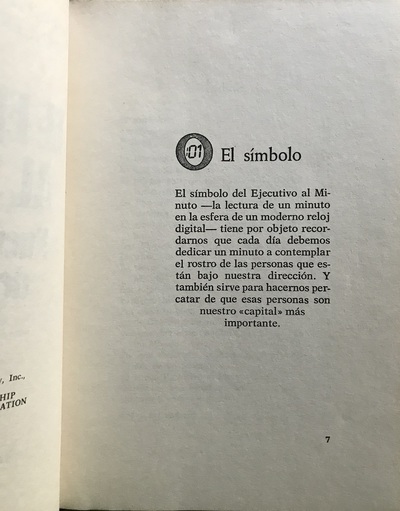 :01
El símbolo
El símbolo del Ejecutivo al Mi-
nuto —la lectura de un minuto
en la esfera de un moderno reloj
digital— tiene por objeto recor-
darnos que cada día debemos
dedicar un minuto a contemplar
el rostro de las personas que es-
tán bajo nuestra dirección. Y
también sirve para hacernos per-
catar de que esas personas son
nuestro «capital» más
importante.
7
Inc.,
HIP
ATION